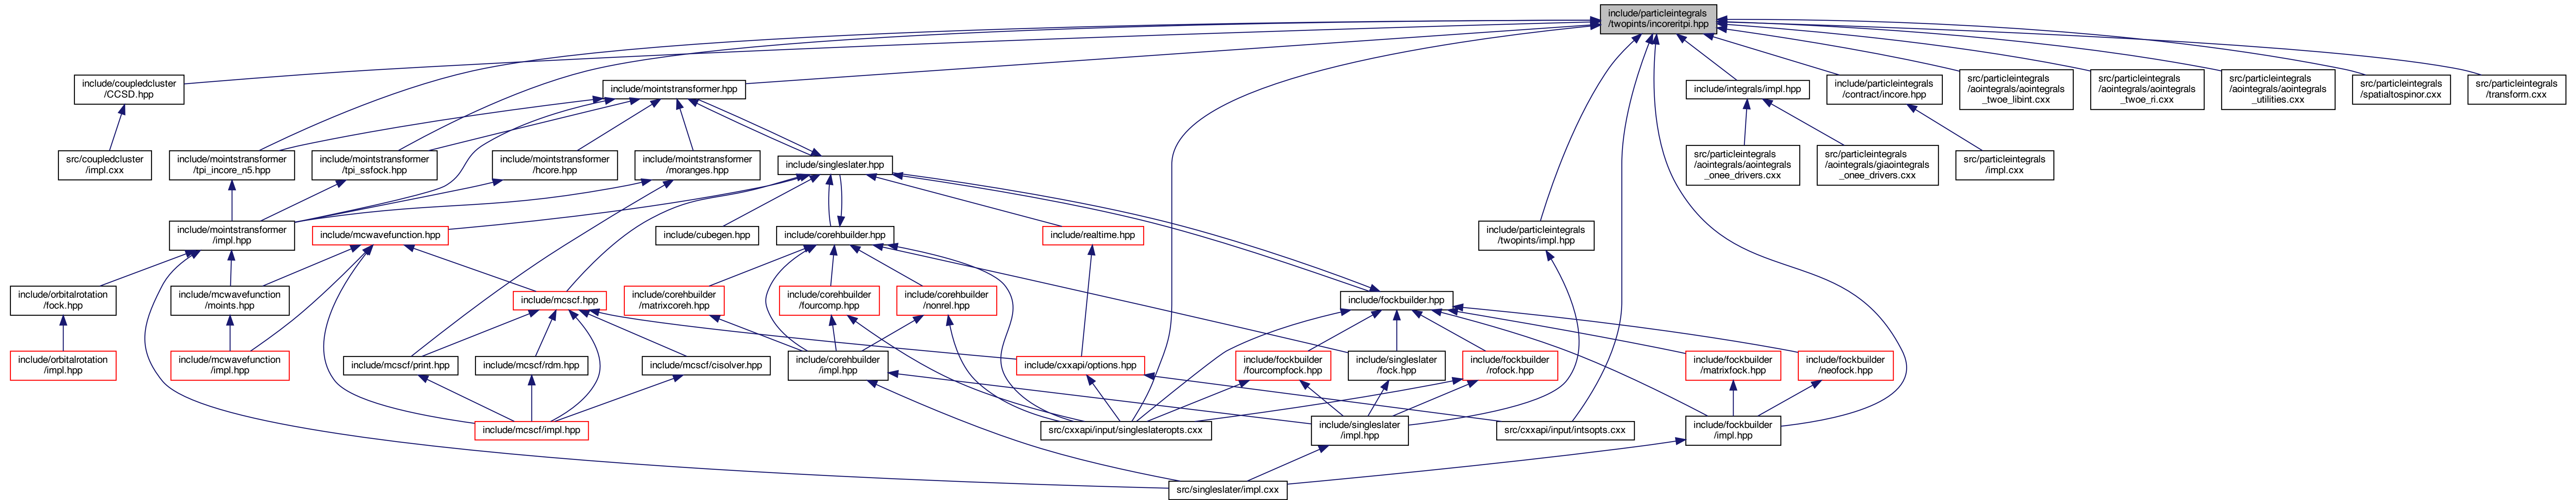 include/particleintegrals
/twopints/incoreritpi.hpp
include/coupledcluster
/CCSD.hpp
include/mointstransformer.hpp
include/integrals/impl.hpp
include/particleintegrals
/contract/incore.hpp
src/particleintegrals
/aointegrals/aointegrals
_twoe_libint.cxx
src/particleintegrals
/aointegrals/aointegrals
_twoe_ri.cxx
src/particleintegrals
/aointegrals/aointegrals
_utilities.cxx
src/particleintegrals
/spatialtospinor.cxx
src/particleintegrals
/transform.cxx
src/coupledcluster
/impl.cxx
include/mointstransformer
/tpi_incore_n5.hpp
include/mointstransformer
/tpi_ssfock.hpp
include/mointstransformer
/hcore.hpp
include/mointstransformer
/moranges.hpp
include/singleslater.hpp
src/particleintegrals
/aointegrals/aointegrals
_onee_drivers.cxx
src/particleintegrals
/aointegrals/giaointegrals
_onee_drivers.cxx
src/particleintegrals
/impl.cxx
include/mointstransformer
/impl.hpp
include/mcwavefunction.hpp
include/cubegen.hpp
include/corehbuilder.hpp
include/realtime.hpp
include/particleintegrals
/twopints/impl.hpp
include/orbitalrotation
/fock.hpp
include/mcwavefunction
/moints.hpp
include/mcscf.hpp
include/corehbuilder
/matrixcoreh.hpp
include/corehbuilder
/fourcomp.hpp
include/corehbuilder
/nonrel.hpp
include/fockbuilder.hpp
include/orbitalrotation
/impl.hpp
include/mcwavefunction
/impl.hpp
include/mcscf/print.hpp
include/mcscf/rdm.hpp
include/mcscf/cisolver.hpp
include/corehbuilder
/impl.hpp
include/cxxapi/options.hpp
include/fockbuilder
/fourcompfock.hpp
include/singleslater
/fock.hpp
include/fockbuilder
/rofock.hpp
include/fockbuilder
/matrixfock.hpp
include/fockbuilder
/neofock.hpp
include/mcscf/impl.hpp
src/cxxapi/input/singleslateropts.cxx
include/singleslater
/impl.hpp
src/cxxapi/input/intsopts.cxx
include/fockbuilder
/impl.hpp
src/singleslater/impl.cxx